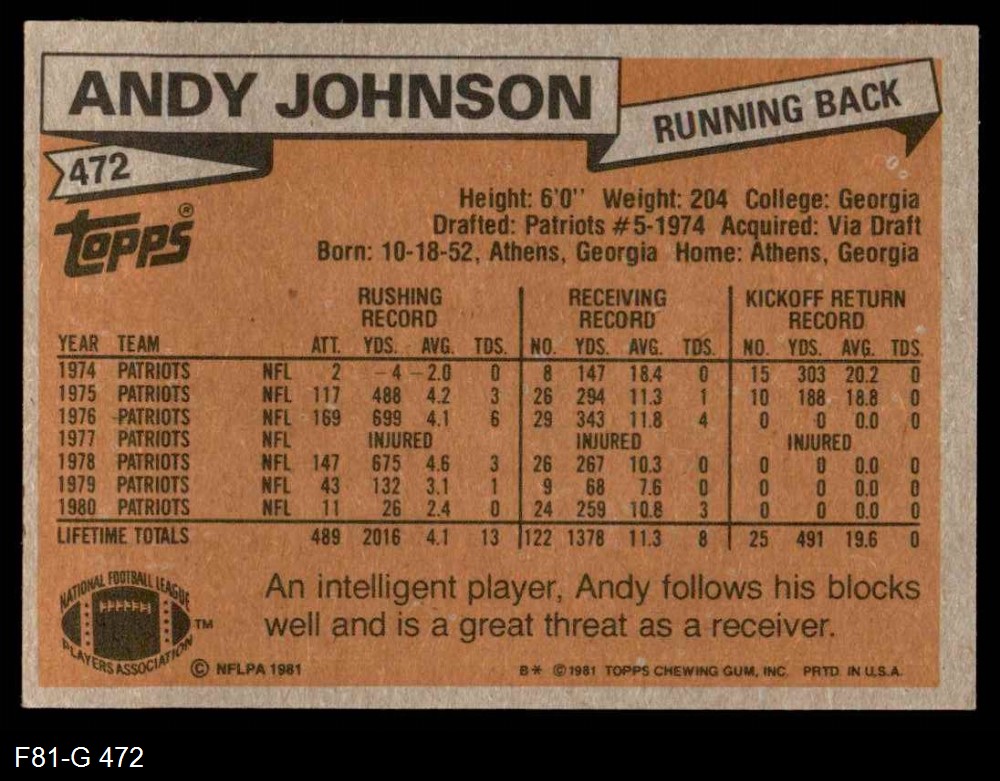 ANDY JOHNSON
RUNNING BACK
472
Topps®
Height: 6'0" Weight: 204 College: Georgia
Drafted: Patriots #5-1974 Acquired: Via Draft
Born: 10-18-52, Athens, Georgia Home: Athens, Georgia
RUSHING RECORD RECEIVING RECORD KICKOFF RETURN RECORD
YEAR TEAM ATT. YDS. AVG. TDS. NO. YDS. AVG. TDS. NO. YDS. AVG. TDS.
1974 PATRIOTS NFL 2 -4 -2.0 0 8 147 18.4 0 15 303 20.2 0
1975 PATRIOTS NFL 117 488 4.2 3 26 294 11.3 1 10 188 18.8 0
1976 PATRIOTS NFL 169 699 4.1 6 29 343 11.8 4 0 0 0.0 0
1977 PATRIOTS NFL INJURED INJURED INJURED
1978 PATRIOTS NFL 147 675 4.6 3 26 267 10.3 0 0 0 0.0 0
1979 PATRIOTS NFL 43 132 3.1 1 9 68 7.6 0 0 0 0.0 0
1980 PATRIOTS NFL 11 26 2.4 0 24 259 10.8 3 0 0 0.0 0
LIFETIME TOTALS 489 2016 4.1 13 122 1378 11.3 8 25 491 19.6 0
An intelligent player, Andy follows his blocks
well and is a great threat as a receiver.
NATIONAL FOOTBALL LEAGUE
PLAYERS ASSOCIATION
TM
© NFLPA 1981
B* © 1981 TOPPS CHEWING GUM, INC. PRTD. IN U.S.A.
F81-G 472